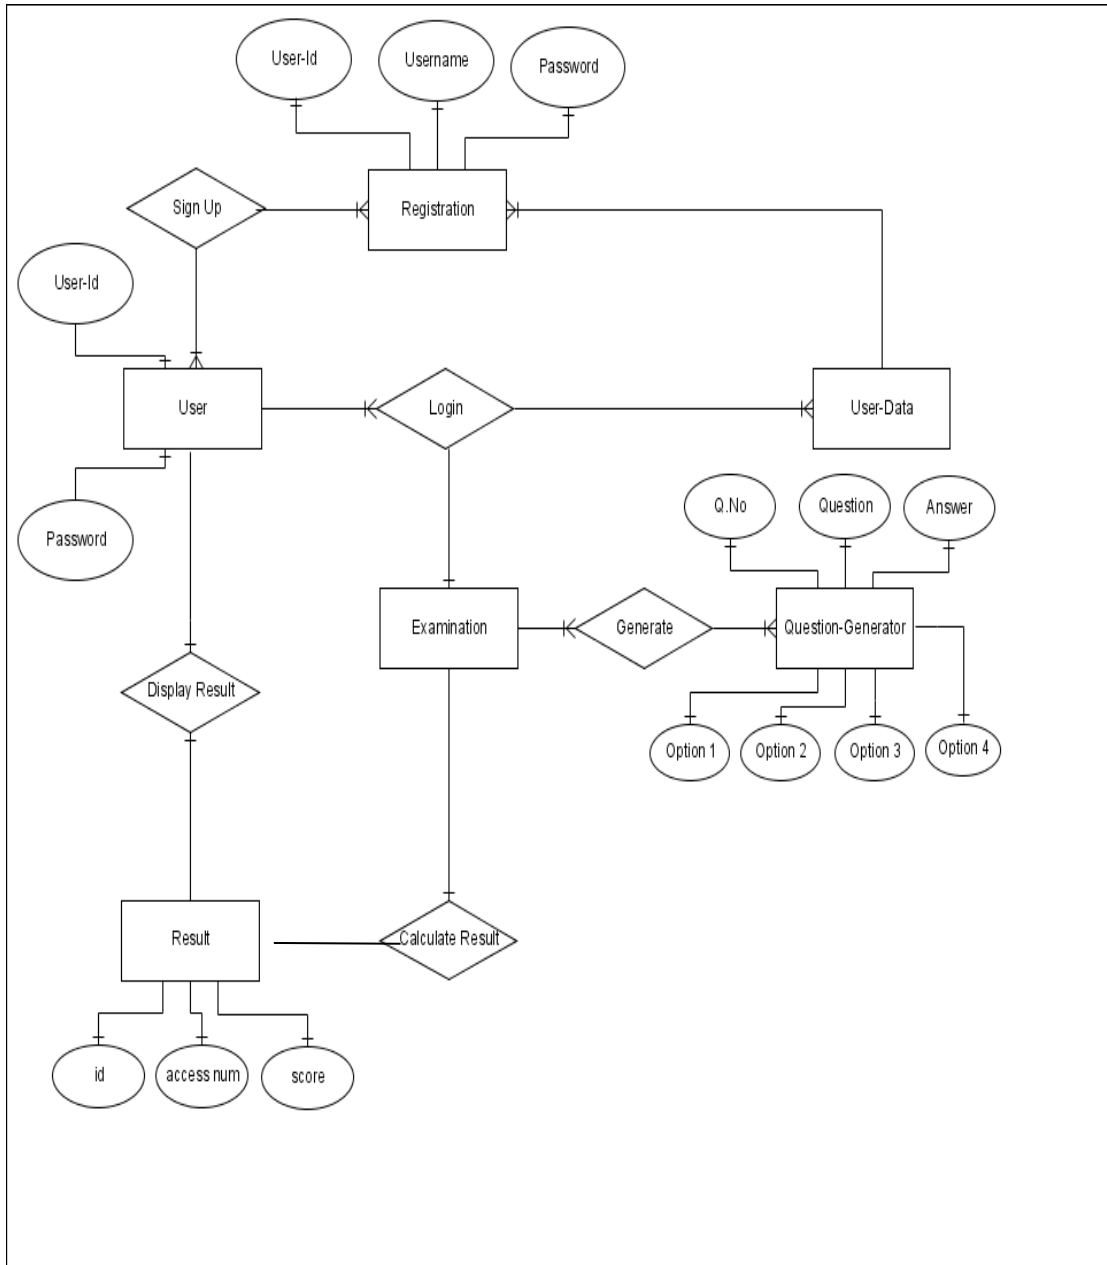 User-Id
Username
Password
Sign Up
Registration
User-Id
User
Login
User-Data
Password
Q.No
Question
Answer
Examination
Generate
Question-Generator
Display Result
Option 1
Option 2
Option 3
Option 4
Result
Calculate Result
id
access num
score